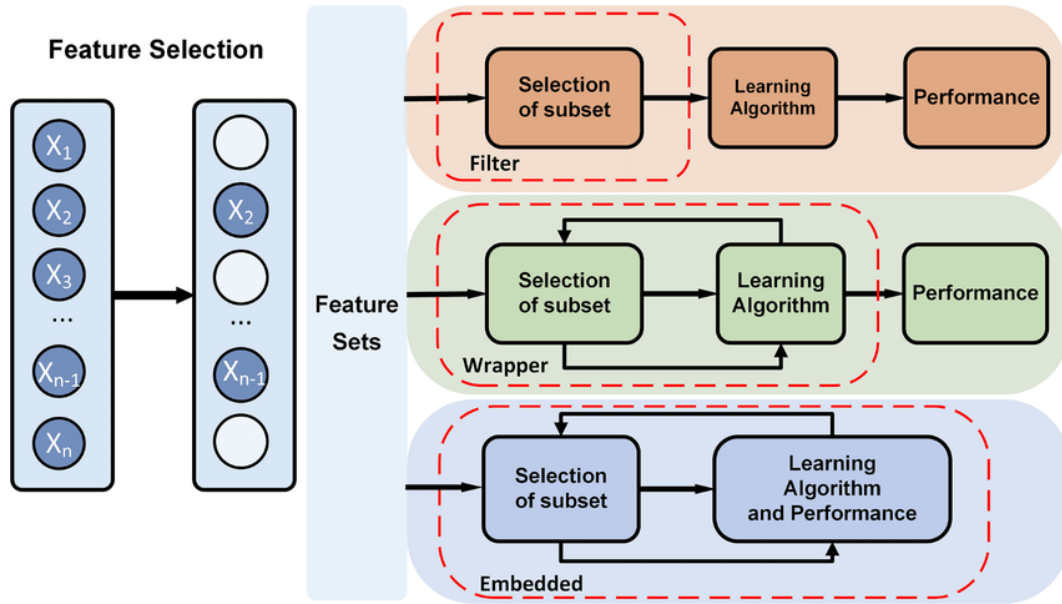 Feature Selection
X1
X2
X3
...
Xn-1
Xn
X2
...
Xn-1
Feature
Sets
Selection
of subset
Learning
Algorithm
Performance
Filter
Selection
of subset
Learning
Algorithm
Performance
Wrapper
Selection
of subset
Learning
Algorithm
and Performance
Embedded